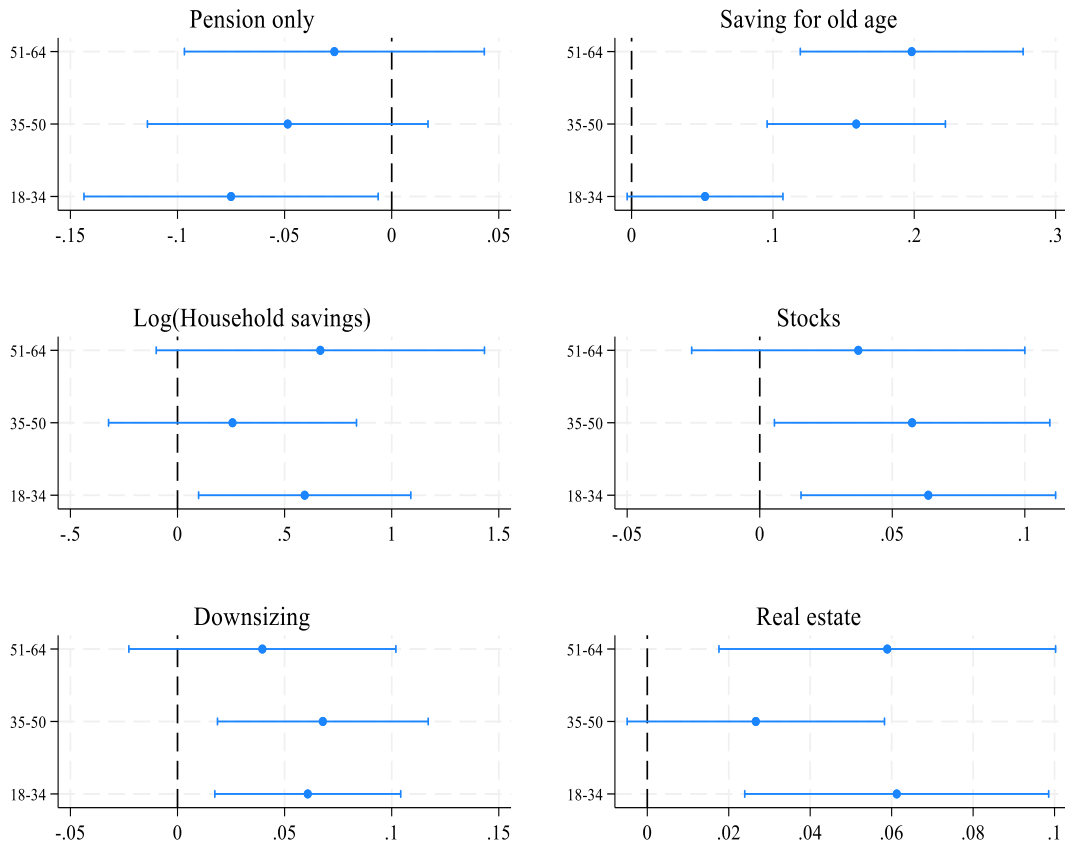 Pension only
51-64
35-50
18-34
-.15 -.1 -.05 0 .05
Saving for old age
51-64
35-50
18-34
0 .1 .2 .3
Log(Household savings)
51-64
35-50
18-34
-.5 0 .5 1 1.5
Stocks
51-64
35-50
18-34
-.05 0 .05 .1
Downsizing
51-64
35-50
18-34
-.05 0 .05 .1 .15
Real estate
51-64
35-50
18-34
0 .02 .04 .06 .08 .1